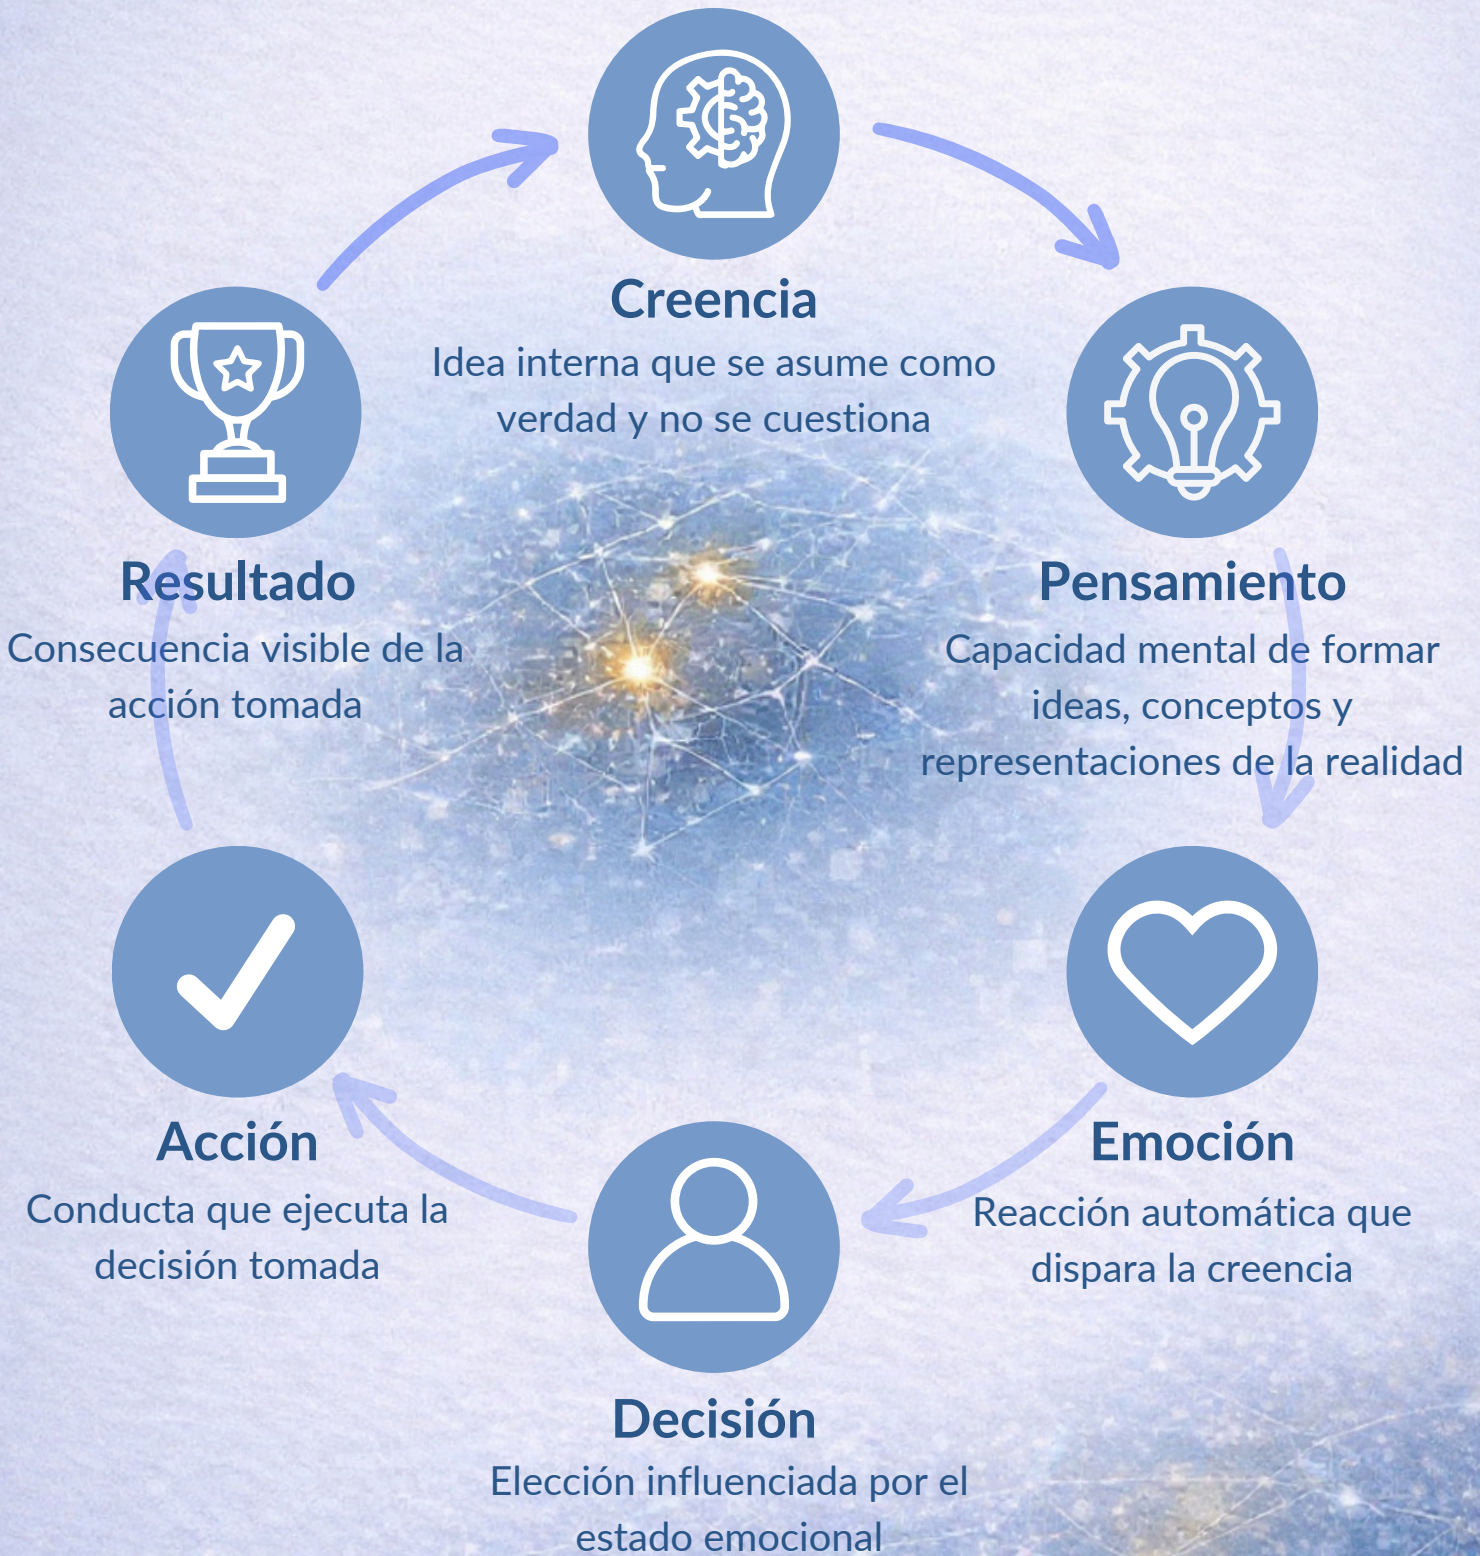 Creencia
Idea interna que se asume como
verdad y no se cuestiona
Pensamiento
Capacidad mental de formar
ideas, conceptos y
representaciones de la realidad
Emoción
Reacción automática que
dispara la creencia
Decisión
Elección influenciada por el
estado emocional
Acción
Conducta que ejecuta la
decisión tomada
Resultado
Consecuencia visible de la
acción tomada